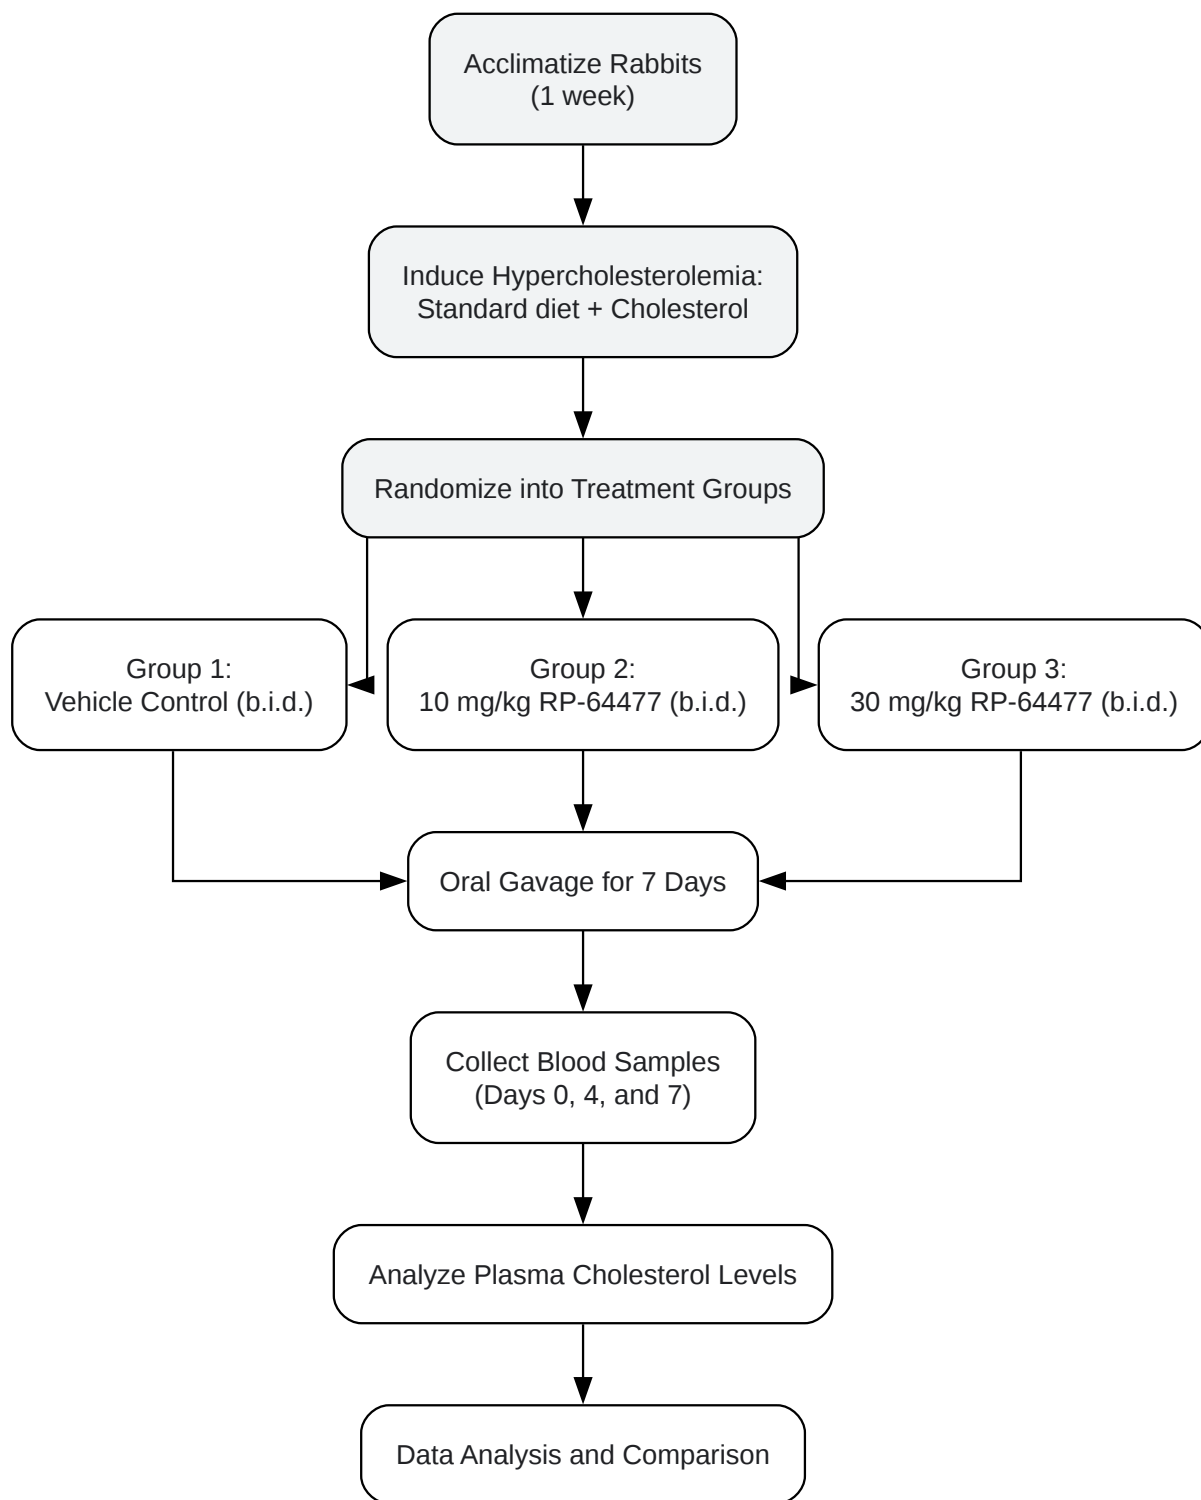 Acclimatize Rabbits
(1 week)
Induce Hypercholesterolemia:
Standard diet + Cholesterol
Randomize into Treatment Groups
Group 1:
Vehicle Control (b.i.d.)
Group 2:
10 mg/kg RP-64477 (b.i.d.)
Group 3:
30 mg/kg RP-64477 (b.i.d.)
Oral Gavage for 7 Days
Collect Blood Samples
(Days 0, 4, and 7)
Analyze Plasma Cholesterol Levels
Data Analysis and Comparison